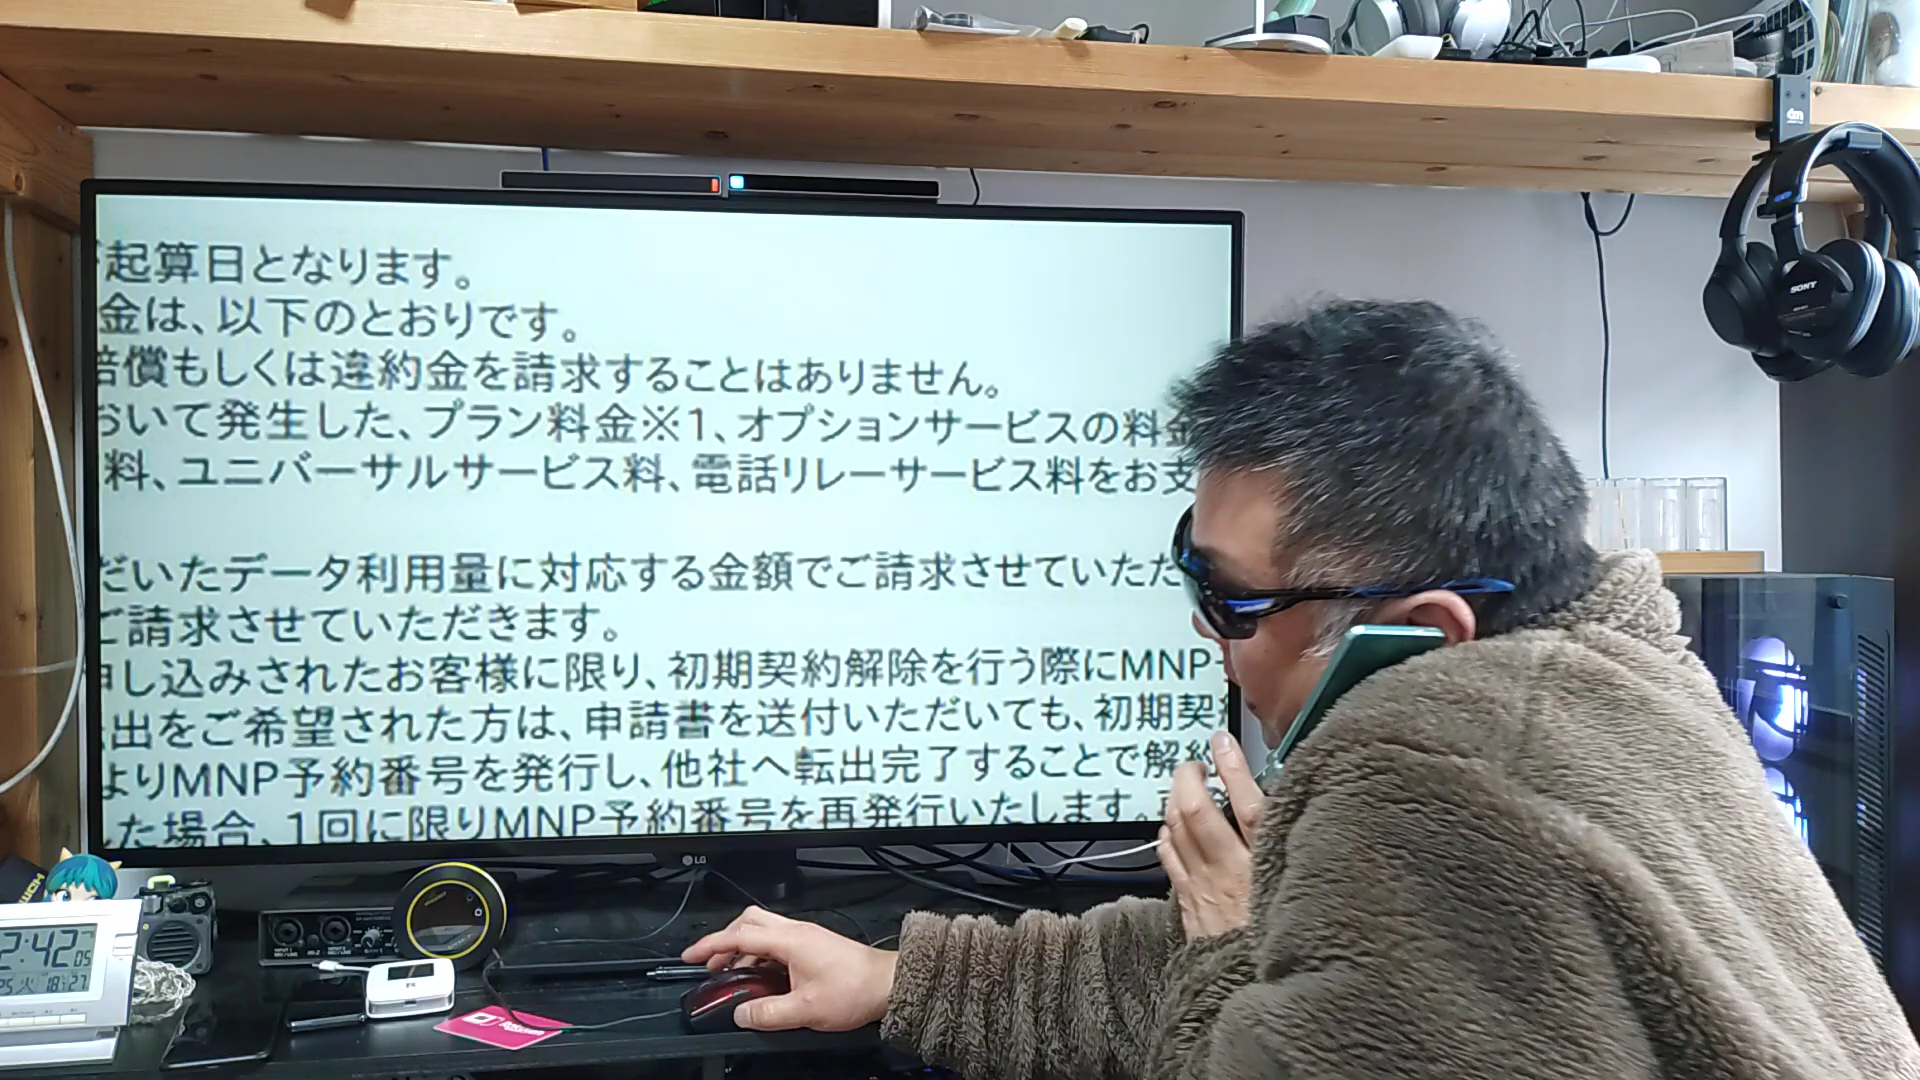 起算日となります。
金は、以下のとおりです。
賠償もしくは違約金を請求することはありません。
おいて発生した、プラン料金※1、オプションサービスの料金
料、ユニバーサルサービス料、電話リレーサービス料をお支
だいたデータ利用量に対応する金額でご請求させていただ
ご請求させていただきます。
申し込みされたお客様に限り、初期契約解除を行う際にMNP
出をご希望された方は、申請書を送付いただいても、初期契約
よりMNP予約番号を発行し、他社へ転出完了することで解約
した場合、1回に限りMNP予約番号を再発行いたします。
LG
SONY
2:42 05
25 火 18 27